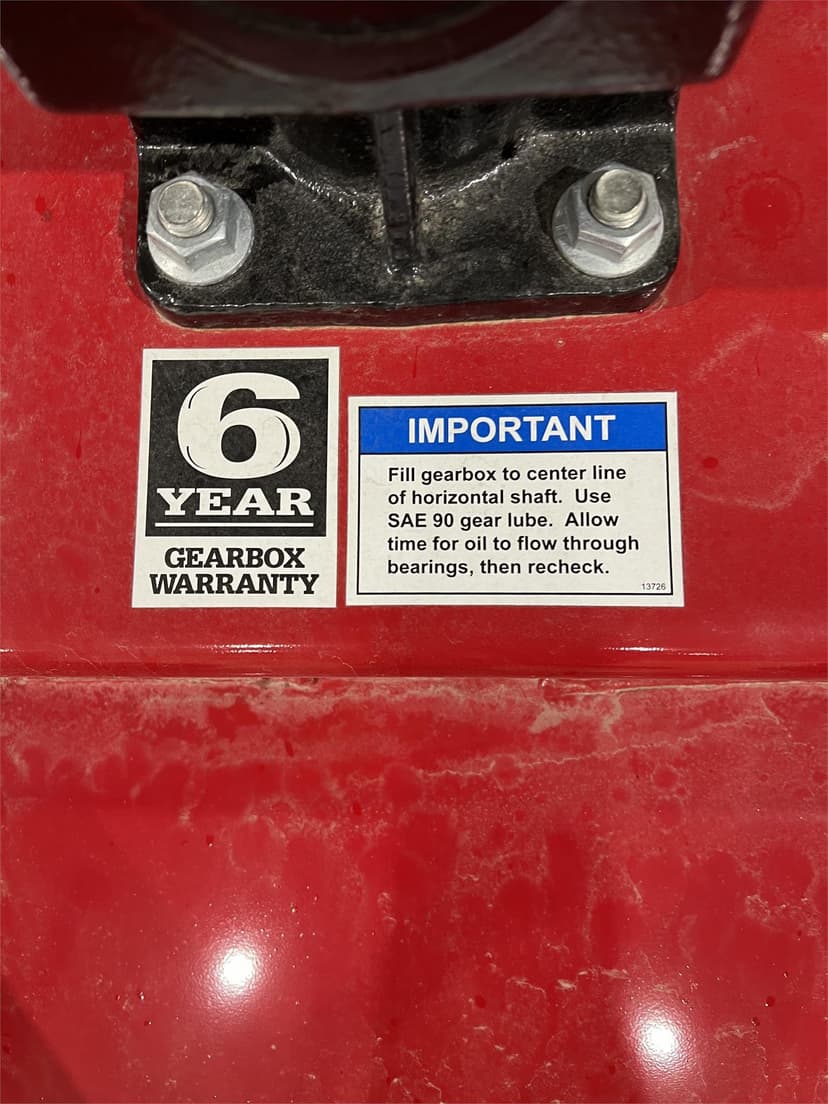 6
YEAR
GEARBOX
WARRANTY
IMPORTANT
Fill gearbox to center line
of horizontal shaft. Use
SAE 90 gear lube. Allow
time for oil to flow through
bearings, then recheck.
13726